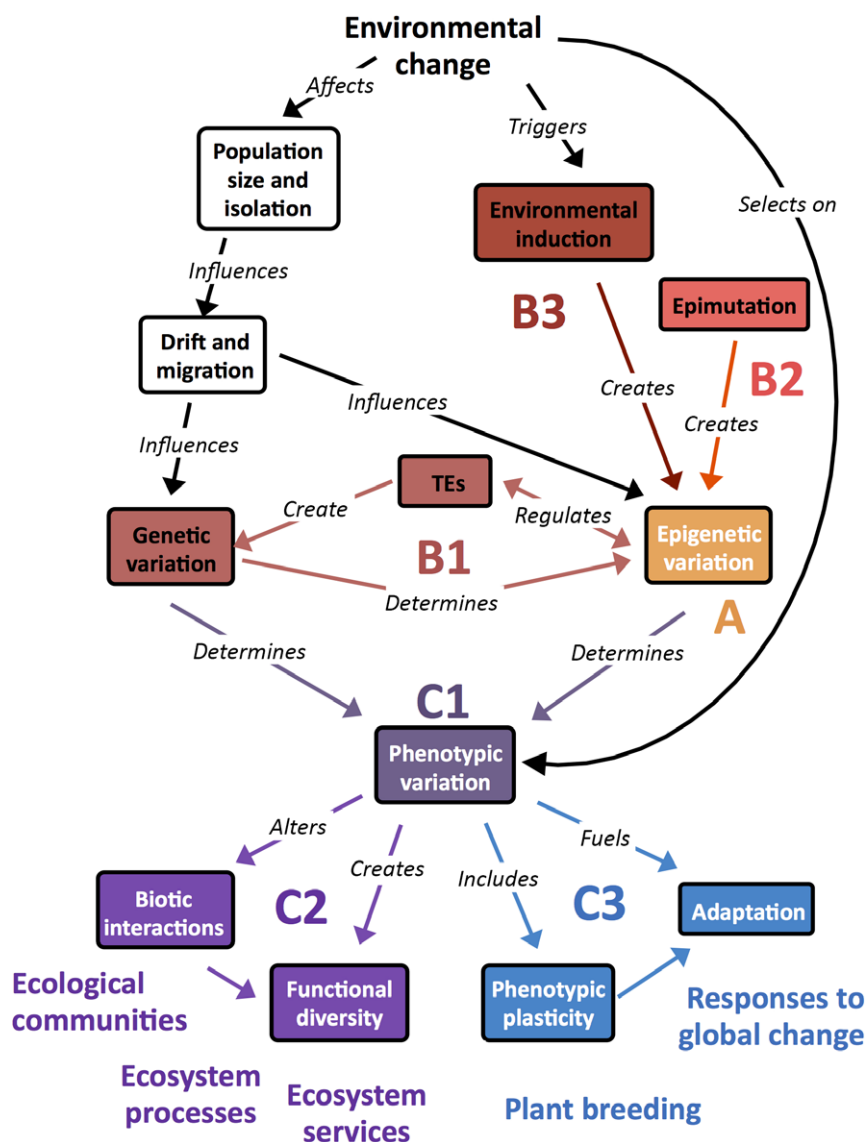 Environmental
change
Affects
Triggers
Selects on
Population
size and
isolation
Environmental
induction
Influences
B3
Epimutation
Drift and
migration
Influences
Creates
B2
Creates
Influences
TEs
Create
Regulates
Genetic
variation
B1
Epigenetic
variation
Determines
A
Determines
Determines
C1
Phenotypic
variation
Alters
Creates
Includes
Fuels
Biotic
interactions
C2
C3
Adaptation
Ecological
communities
Functional
diversity
Phenotypic
plasticity
Responses to
global change
Ecosystem
processes
Ecosystem
services
Plant breeding